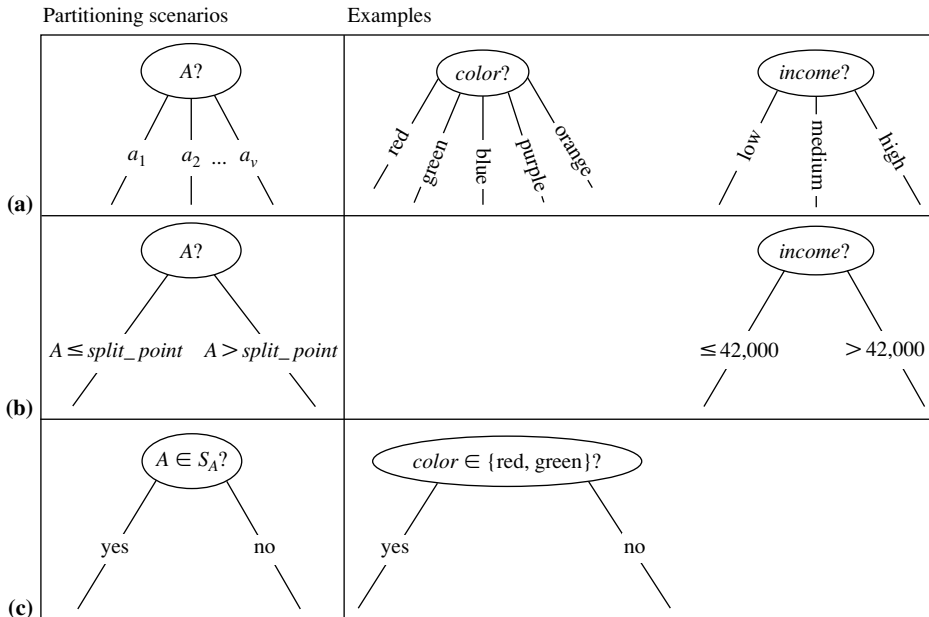 Partitioning scenarios Examples
(a)
A?
a1 a2 ... av
color?
red green blue purple orange
income?
low medium high
(b)
A?
A ≤ split_point A > split_point
income?
≤ 42,000 > 42,000
(c)
A ∈ SA?
yes no
color ∈ {red, green}?
yes no